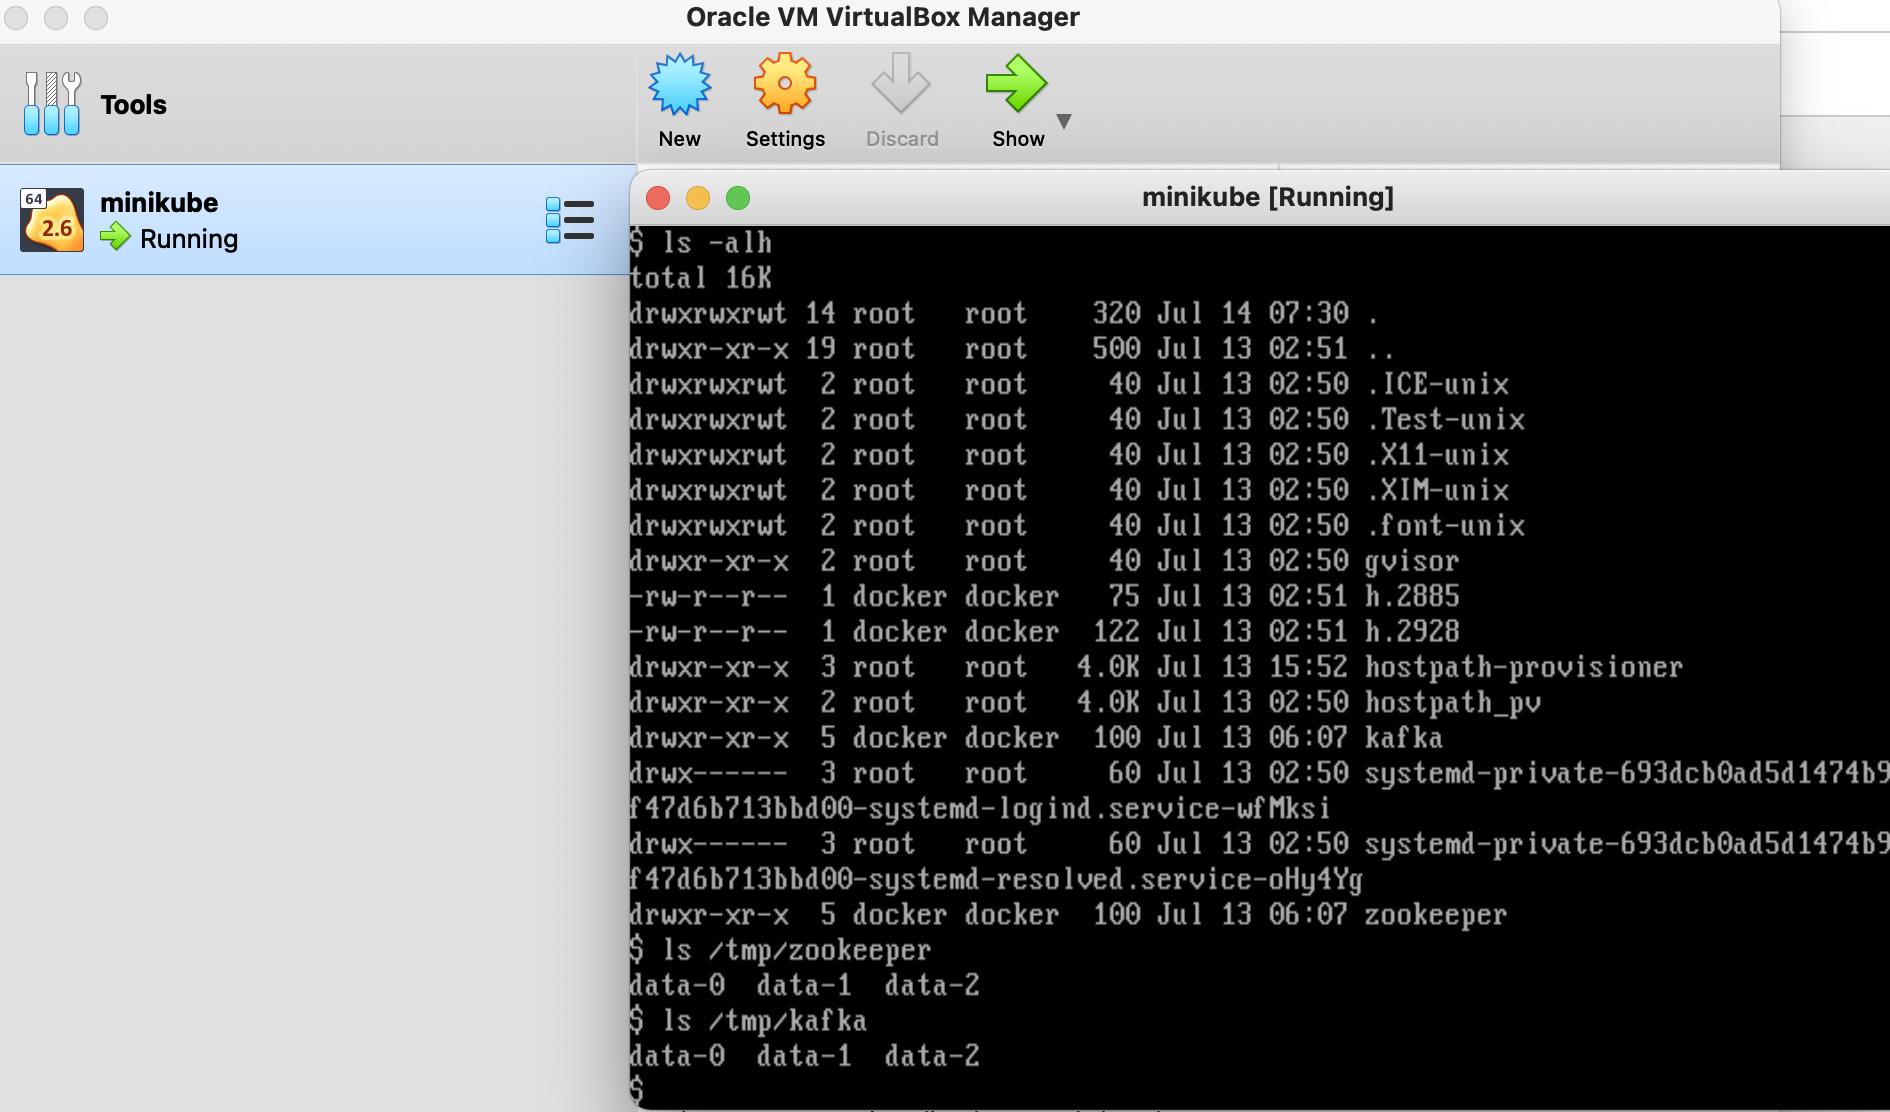 Oracle VM VirtualBox Manager
Tools
New Settings Discard Show
64
2.6
minikube
Running
minikube [Running]
$ ls -alh
total 16K
drwxrwxrwt 14 root   root    320 Jul 14 07:30 .
drwxr-xr-x 19 root   root    500 Jul 13 02:51 ..
drwxrwxrwt  2 root   root     40 Jul 13 02:50 .ICE-unix
drwxrwxrwt  2 root   root     40 Jul 13 02:50 .Test-unix
drwxrwxrwt  2 root   root     40 Jul 13 02:50 .X11-unix
drwxrwxrwt  2 root   root     40 Jul 13 02:50 .XIM-unix
drwxrwxrwt  2 root   root     40 Jul 13 02:50 .font-unix
drwxr-xr-x  2 root   root     40 Jul 13 02:50 gvisor
-rw-r--r--  1 docker docker   75 Jul 13 02:51 h.2885
-rw-r--r--  1 docker docker  122 Jul 13 02:51 h.2928
drwxr-xr-x  3 root   root   4.0K Jul 13 15:52 hostpath-provisioner
drwxr-xr-x  2 root   root   4.0K Jul 13 02:50 hostpath_pv
drwxr-xr-x  5 docker docker  100 Jul 13 06:07 kafka
drwx------  3 root   root     60 Jul 13 02:50 systemd-private-693dcb0ad5d1474b9
f47d6b713bbd00-systemd-logind.service-wfMksi
drwx------  3 root   root     60 Jul 13 02:50 systemd-private-693dcb0ad5d1474b9
f47d6b713bbd00-systemd-resolved.service-oHy4Yg
drwxr-xr-x  5 docker docker  100 Jul 13 06:07 zookeeper
$ ls /tmp/zookeeper
data-0  data-1  data-2
$ ls /tmp/kafka
data-0  data-1  data-2
$